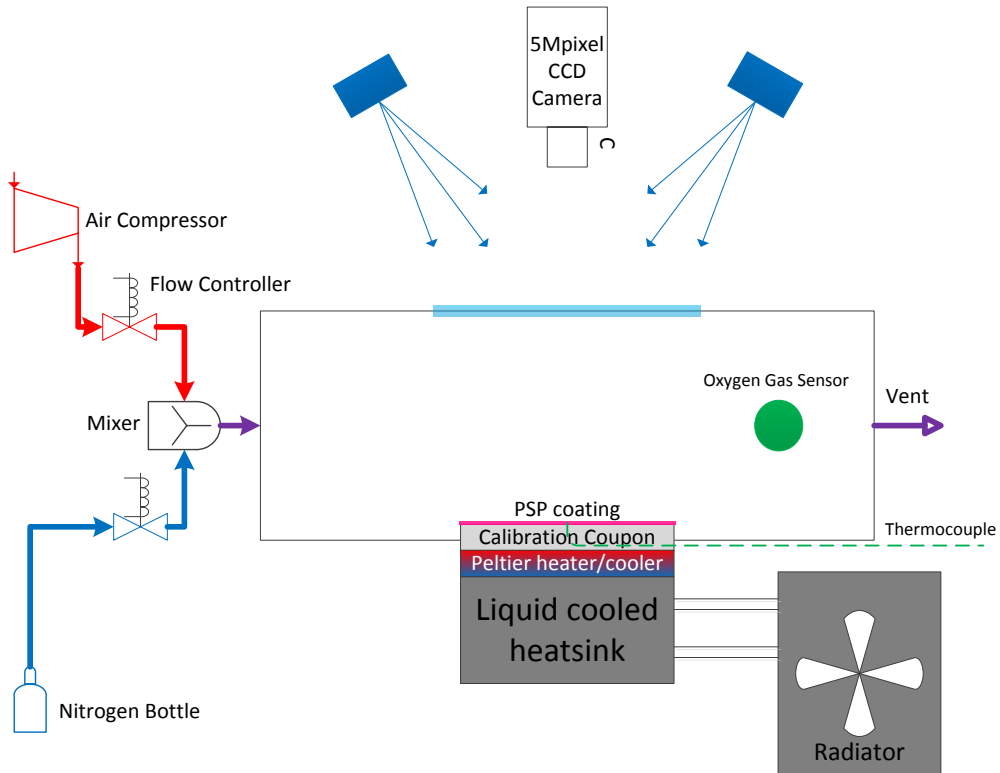 5Mpixel
CCD
Camera
C
Air Compressor
Flow Controller
Oxygen Gas Sensor
Vent
Mixer
PSP coating
Calibration Coupon
Thermocouple
Peltier heater/cooler
Liquid cooled
heatsink
Nitrogen Bottle
Radiator